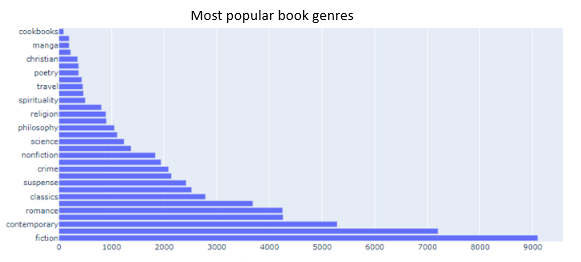 Most popular book genres
cookbooks
manga
christian
poetry
travel
spirituality
religion
philosophy
science
nonfiction
crime
suspense
classics
romance
contemporary
fiction
0 1000 2000 3000 4000 5000 6000 7000 8000 9000